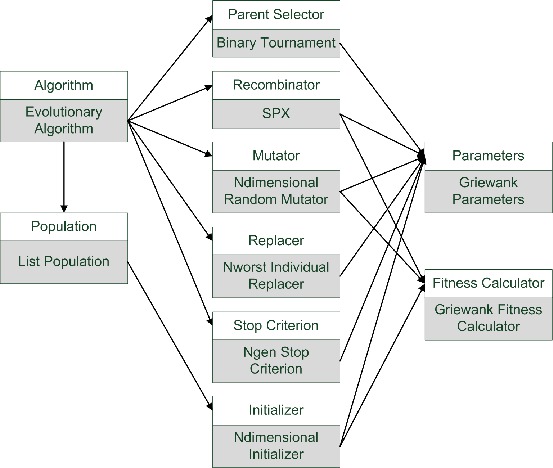 Parent Selector
Binary Tournament
Algorithm
Evolutionary
Algorithm
Recombinator
SPX
Mutator
Ndimensional
Random Mutator
Parameters
Griewank
Parameters
Population
List Population
Replacer
Nworst Individual
Replacer
Fitness Calculator
Griewank Fitness
Calculator
Stop Criterion
Ngen Stop
Criterion
Initializer
Ndimensional
Initializer